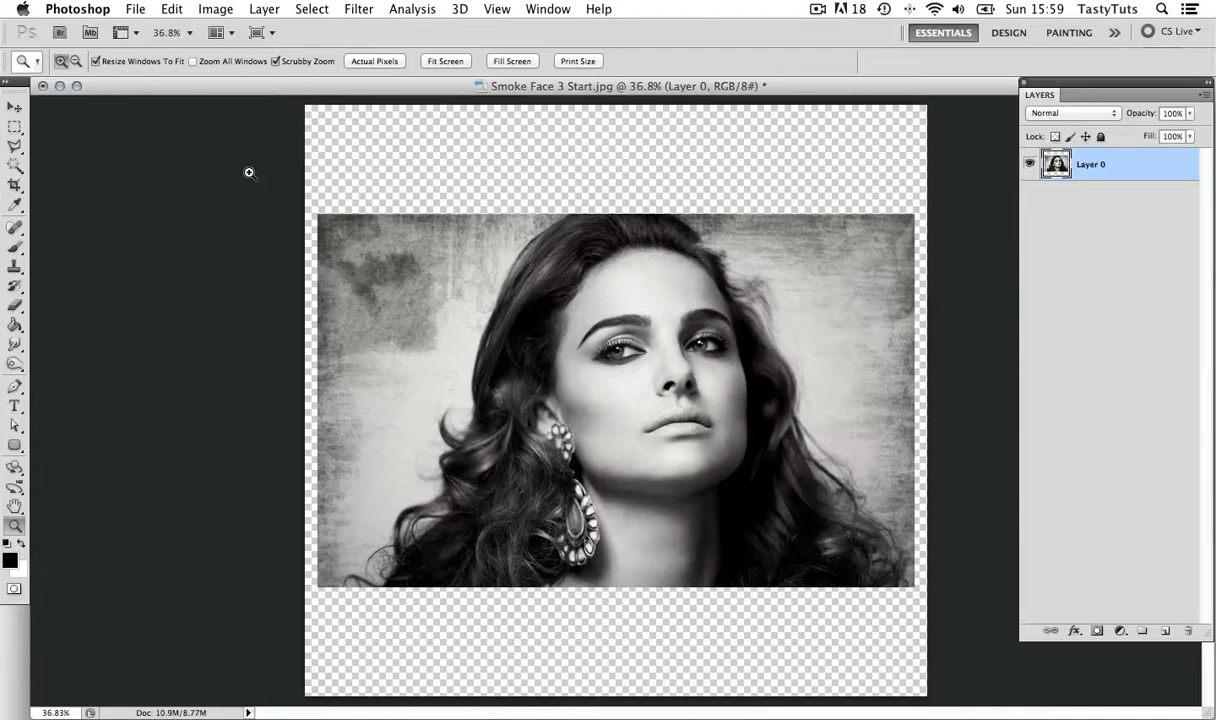 Photoshop File Edit Image Layer Select Filter Analysis 3D View Window Help 18 Sun 15:59 TastyTuts
Ps Br Mb 36.8% ESSENTIALS DESIGN PAINTING >> CS Live
Resize Windows To Fit Zoom All Windows Scrubby Zoom Actual Pixels Fit Screen Fill Screen Print Size
Smoke Face 3 Start.jpg @ 36.8% (Layer 0, RGB/8#) *
LAYERS
Normal Opacity: 100%
Lock: Fill: 100%
Layer 0
T
fx
36.83% Doc: 10.9M/8.77M